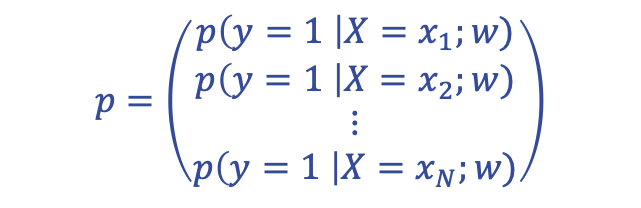 p(y = 1 |X = x₁; w)
p(y = 1 |X = x₂; w)
p =
⋮
p(y = 1 |X = x_N; w)